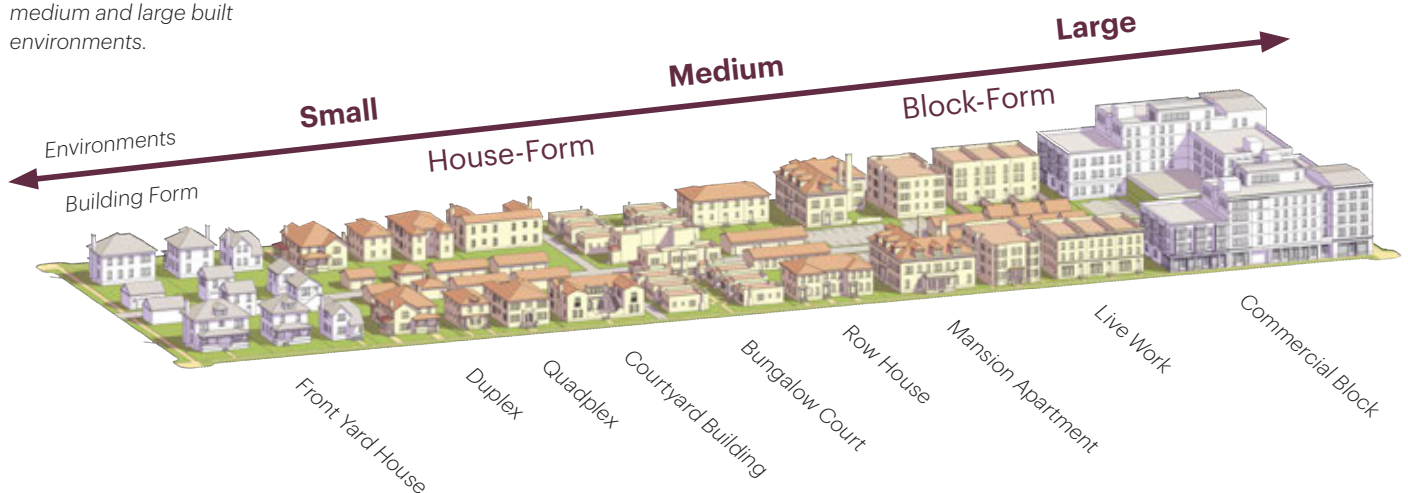 medium and large built
environments.
Large
Medium
Small
Block-Form
House-Form
Environments
Building Form
Front Yard House
Duplex
Quadplex
Courtyard Building
Bungalow Court
Row House
Mansion Apartment
Live Work
Commercial Block